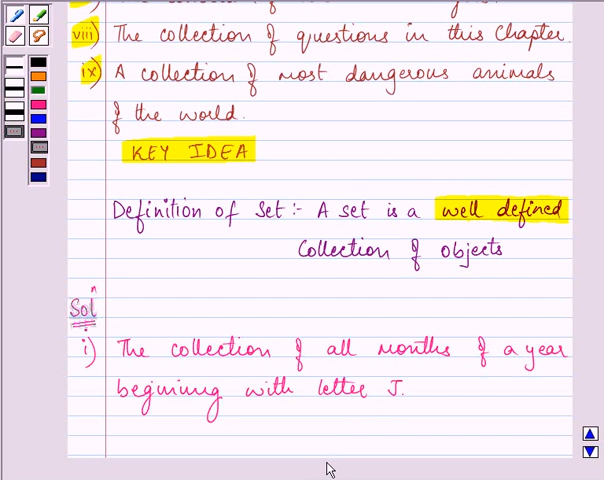 viii) The collection of questions in this Chapter
ix) A collection of most dangerous animals
of the world.
KEY IDEA
Definition of Set :- A set is a well defined
Collection of objects
Solⁿ
i) The collection of all months of a year
begining with letter J.